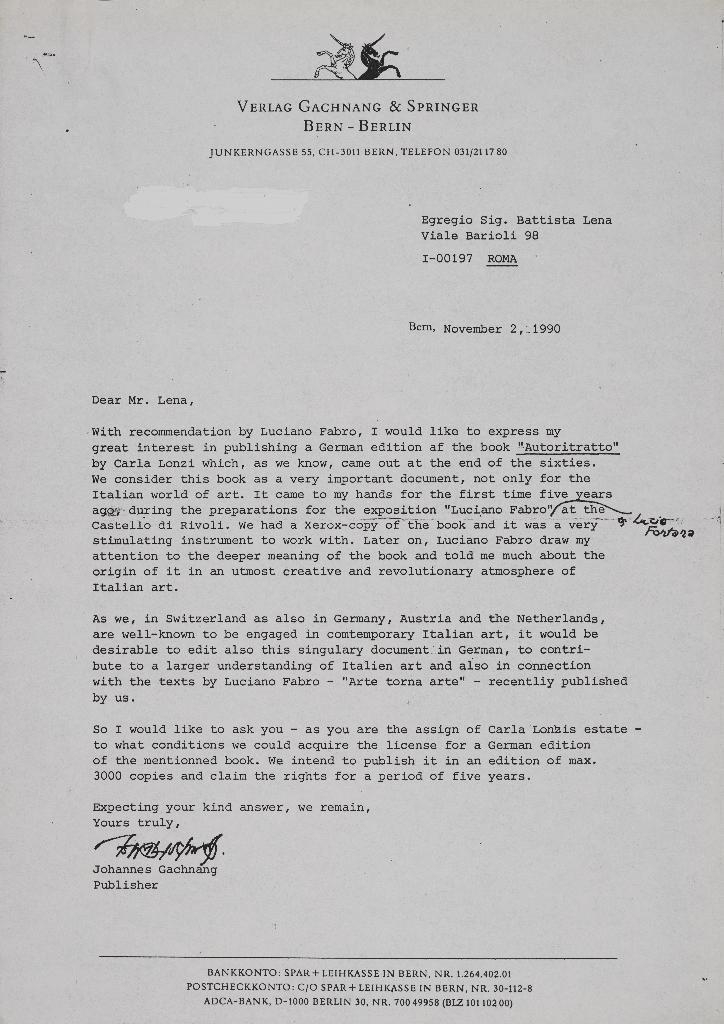 VERLAG GACHNANG & SPRINGER
BERN – BERLIN
JUNKERNGASSE 55, CH-3011 BERN, TELEFON 031/21 17 80
Egregio Sig. Battista Lena
Viale Barioli 98
I-00197 ROMA
Bern, November 2, 1990
Dear Mr. Lena,
With recommendation by Luciano Fabro, I would like to express my
great interest in publishing a German edition af the book "Autoritratto"
by Carla Lonzi which, as we know, came out at the end of the sixties.
We consider this book as a very important document, not only for the
Italian world of art. It came to my hands for the first time five years
ago, during the preparations for the exposition "Luciano Fabro" at the
& Lucio
Fontana
Castello di Rivoli. We had a Xerox-copy of the book and it was a very
stimulating instrument to work with. Later on, Luciano Fabro draw my
attention to the deeper meaning of the book and told me much about the
origin of it in an utmost creative and revolutionary atmosphere of
Italian art.
As we, in Switzerland as also in Germany, Austria and the Netherlands,
are well-known to be engaged in comtemporary Italian art, it would be
desirable to edit also this singulary document in German, to contri-
bute to a larger understanding of Italien art and also in connection
with the texts by Luciano Fabro - "Arte torna arte" - recentliy published
by us.
So I would like to ask you - as you are the assign of Carla Lonzis estate -
to what conditions we could acquire the license for a German edition
of the mentionned book. We intend to publish it in an edition of max.
3000 copies and claim the rights for a period of five years.
Expecting your kind answer, we remain,
Yours truly,
Johannes Gachnang
Publisher
BANKKONTO: SPAR + LEIHKASSE IN BERN, NR. 1.264.402.01
POSTCHECKKONTO: C/O SPAR + LEIHKASSE IN BERN, NR. 30-112-8
ADCA-BANK, D-1000 BERLIN 30, NR. 700 49958 (BLZ 101 102 00)